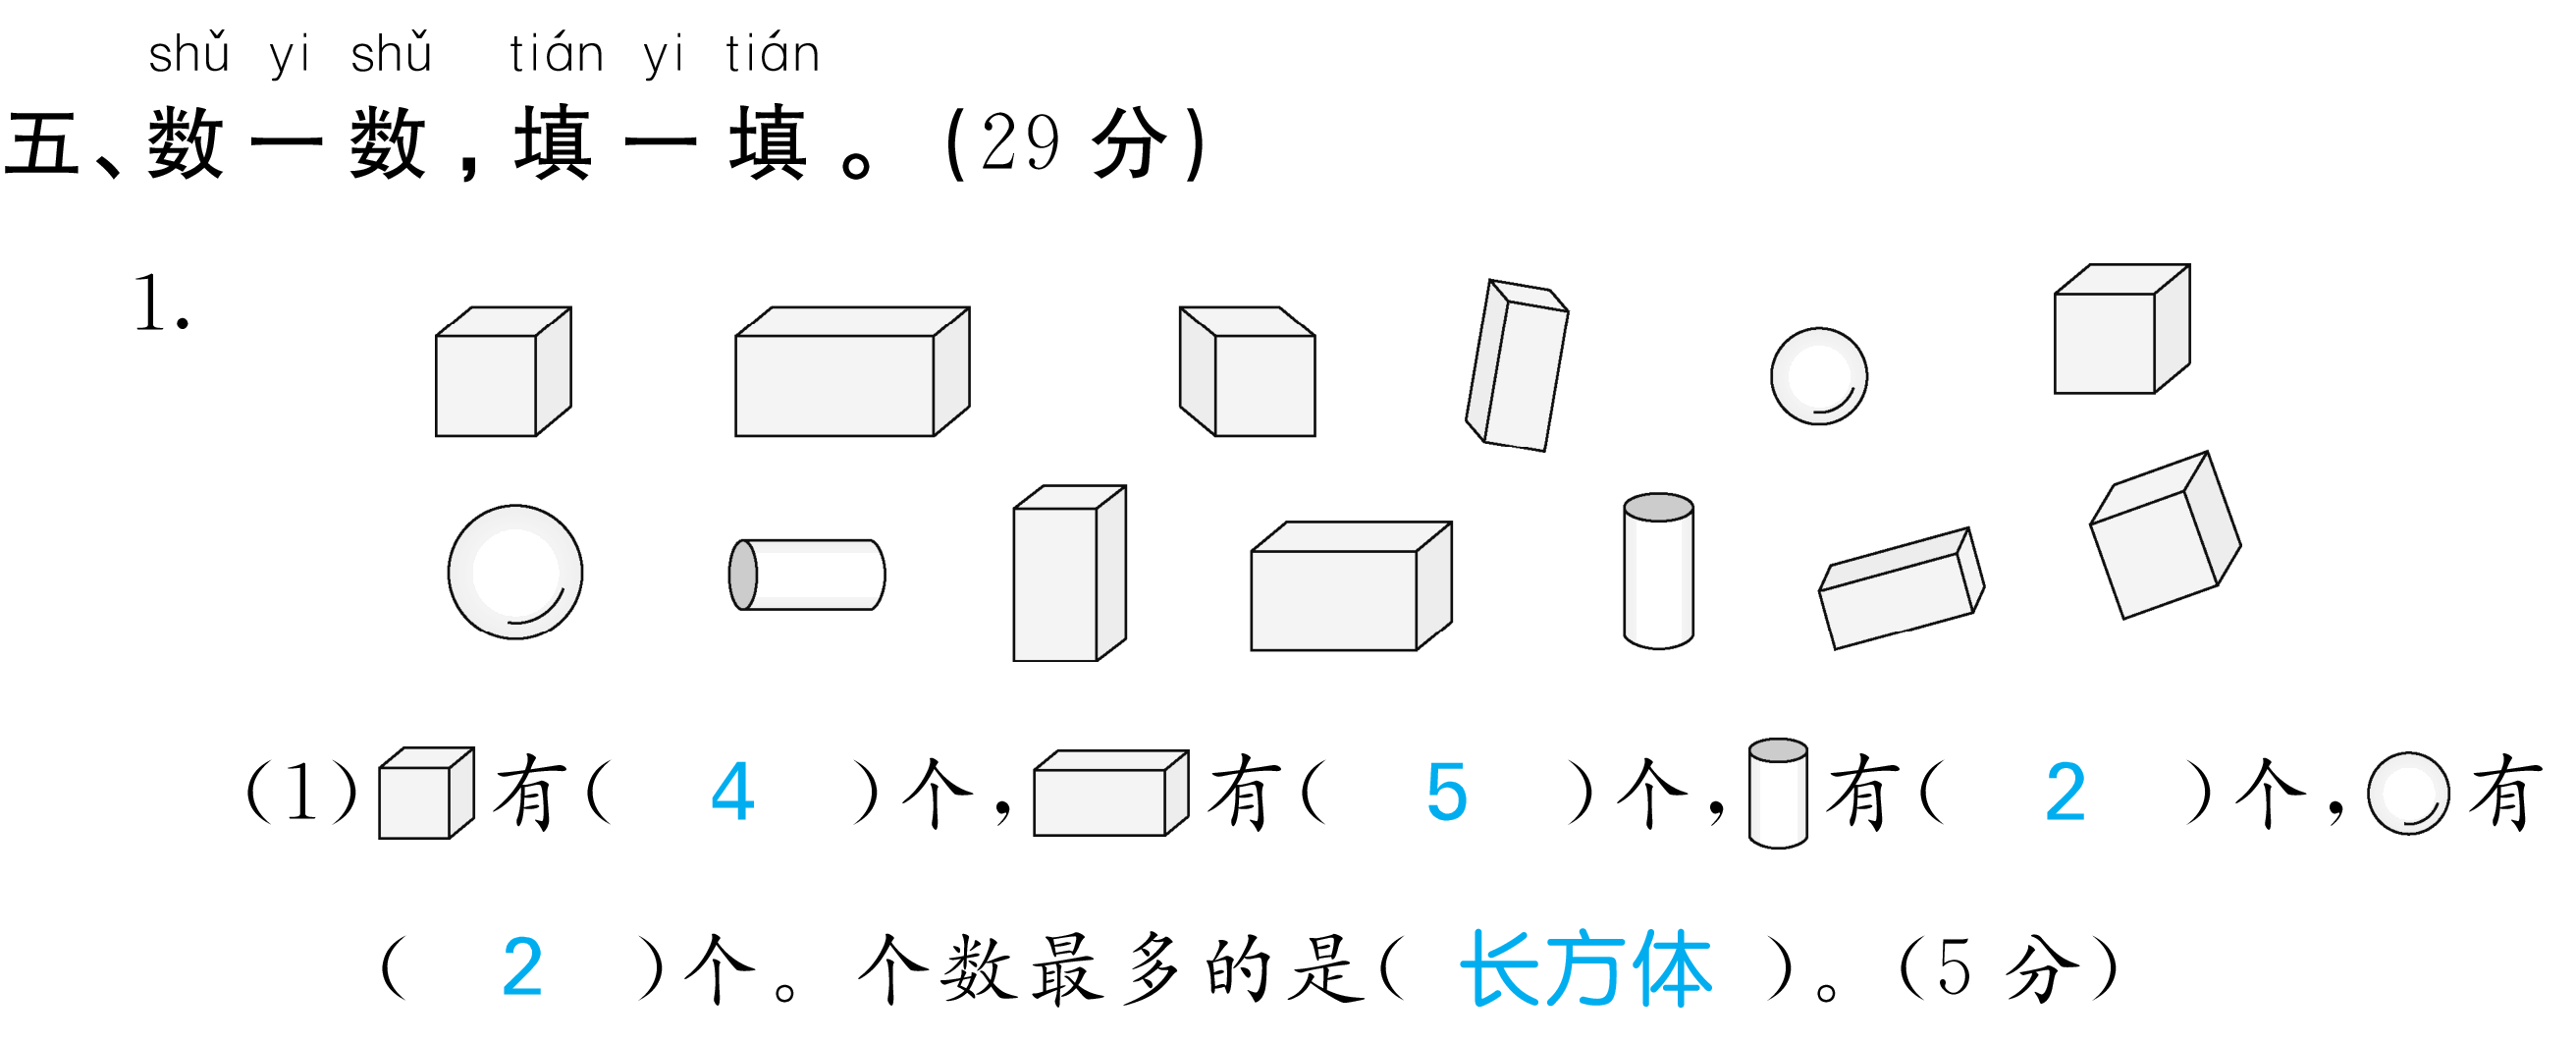 shǔ yi shǔ tián yi tián
五、数一数，填一填。(29 分)
1.
(1)有( 4 )个，有( 5 )个，有( 2 )个，有
( 2 )个。个数最多的是( 长方体 )。(5 分)